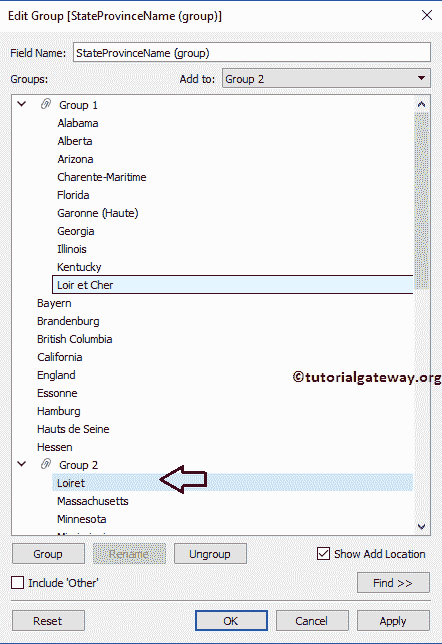 Edit Group [StateProvinceName (group)]
Field Name: StateProvinceName (group)
Groups: Add to: Group 2
Group 1
Alabama
Alberta
Arizona
Charente-Maritime
Florida
Garonne (Haute)
Georgia
Illinois
Kentucky
Loir et Cher
Bayern
Brandenburg
British Columbia
California
England
©tutorialgateway.org
Essonne
Hamburg
Hauts de Seine
Hessen
Group 2
Loiret
Massachusetts
Minnesota
Group Rename Ungroup Show Add Location
Include 'Other' Find >>
Reset OK Cancel Apply